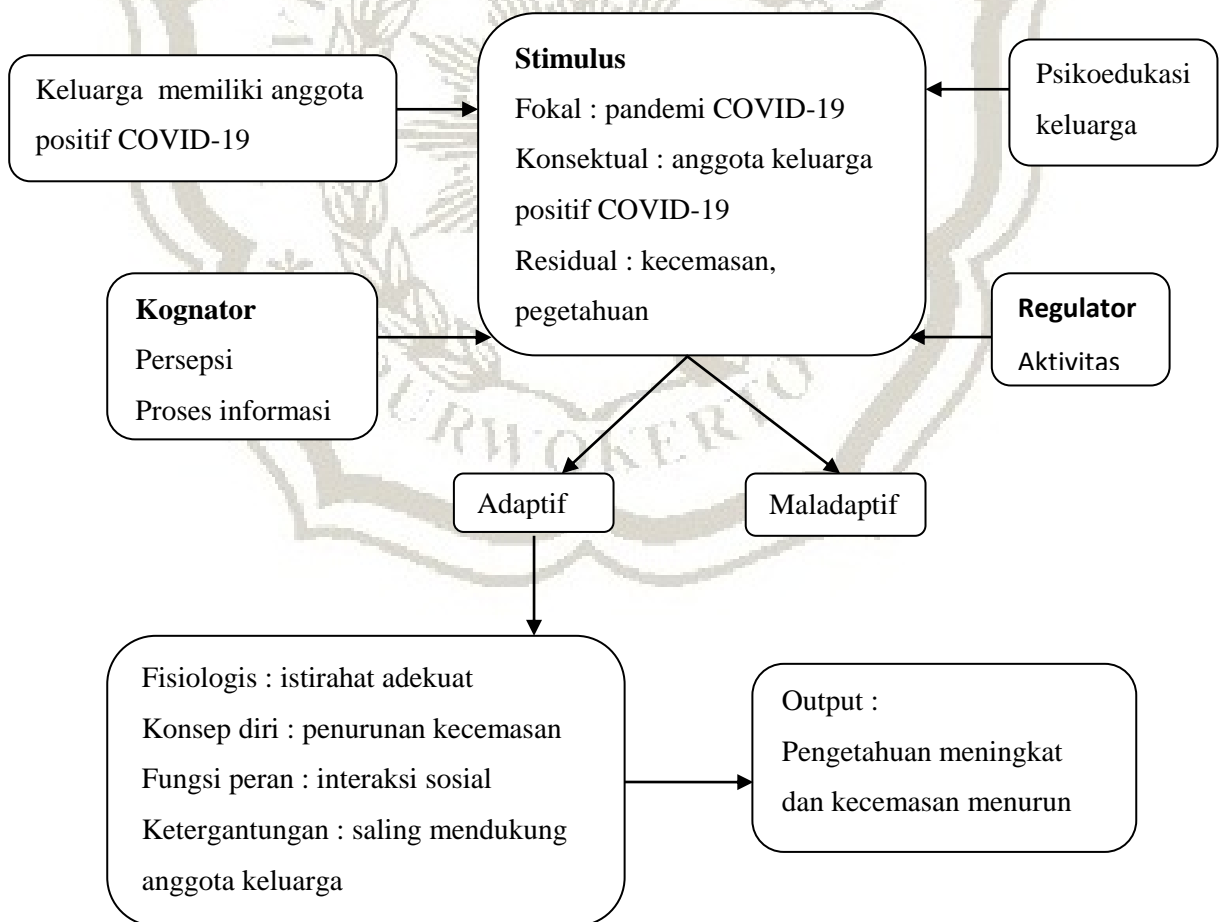 Keluarga memiliki anggota
positif COVID-19
Stimulus
Fokal : pandemi COVID-19
Konsektual : anggota keluarga
positif COVID-19
Residual : kecemasan,
pegetahuan
Psikoedukasi
keluarga
Kognator
Persepsi
Proses informasi
Regulator
Aktivitas
URWOKERTO
Adaptif
Maladaptif
Fisiologis : istirahat adekuat
Konsep diri : penurunan kecemasan
Fungsi peran : interaksi sosial
Ketergantungan : saling mendukung
anggota keluarga
Output :
Pengetahuan meningkat
dan kecemasan menurun